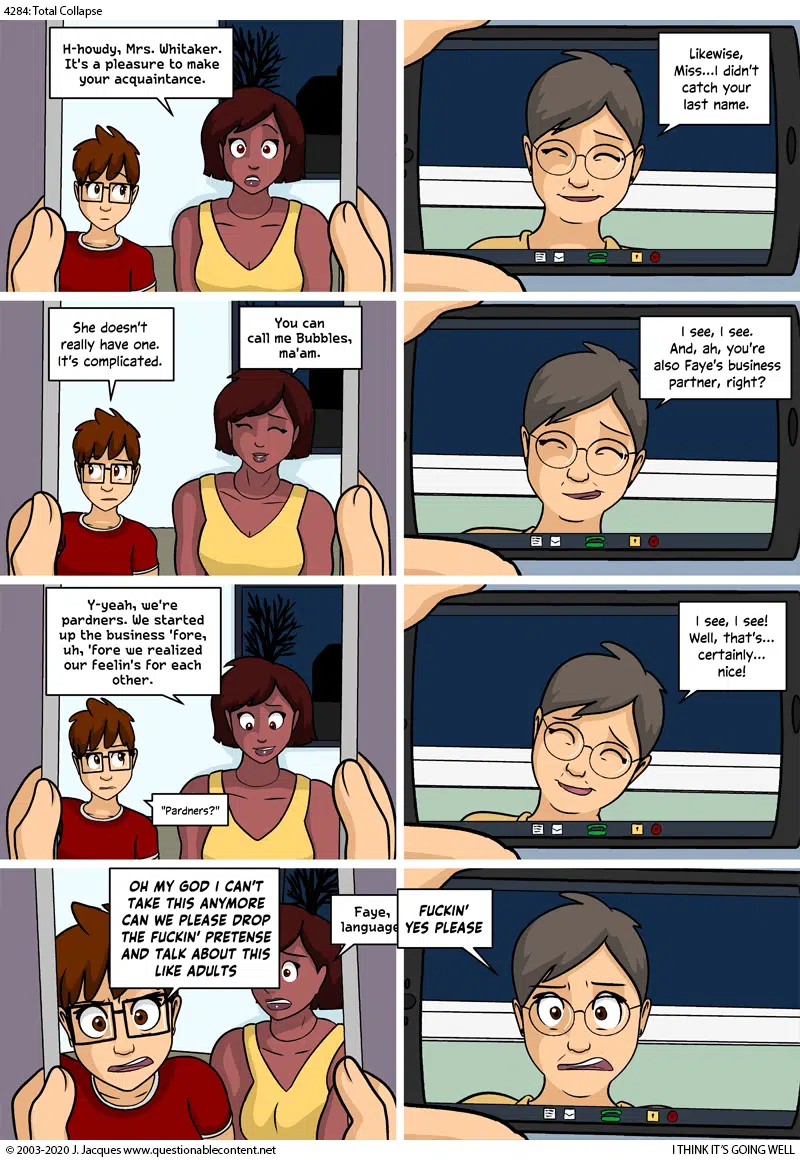 4284: Total Collapse
H-howdy, Mrs. Whitaker.
It's a pleasure to make
your acquaintance.
Likewise,
Miss...I didn't
catch your
last name.
She doesn't
really have one.
It's complicated.
You can
call me Bubbles,
ma'am.
I see, I see.
And, ah, you're
also Faye's business
partner, right?
Y-yeah, we're
pardners. We started
up the business 'fore,
uh, 'fore we realized
our feelin's for each
other.
"Pardners?"
I see, I see!
Well, that's...
certainly...
nice!
OH MY GOD I CAN'T
TAKE THIS ANYMORE
CAN WE PLEASE DROP
THE FUCKIN' PRETENSE
AND TALK ABOUT THIS
LIKE ADULTS
Faye,
language
FUCKIN'
YES PLEASE
© 2003-2020 J. Jacques www.questionablecontent.net
I THINK IT'S GOING WELL